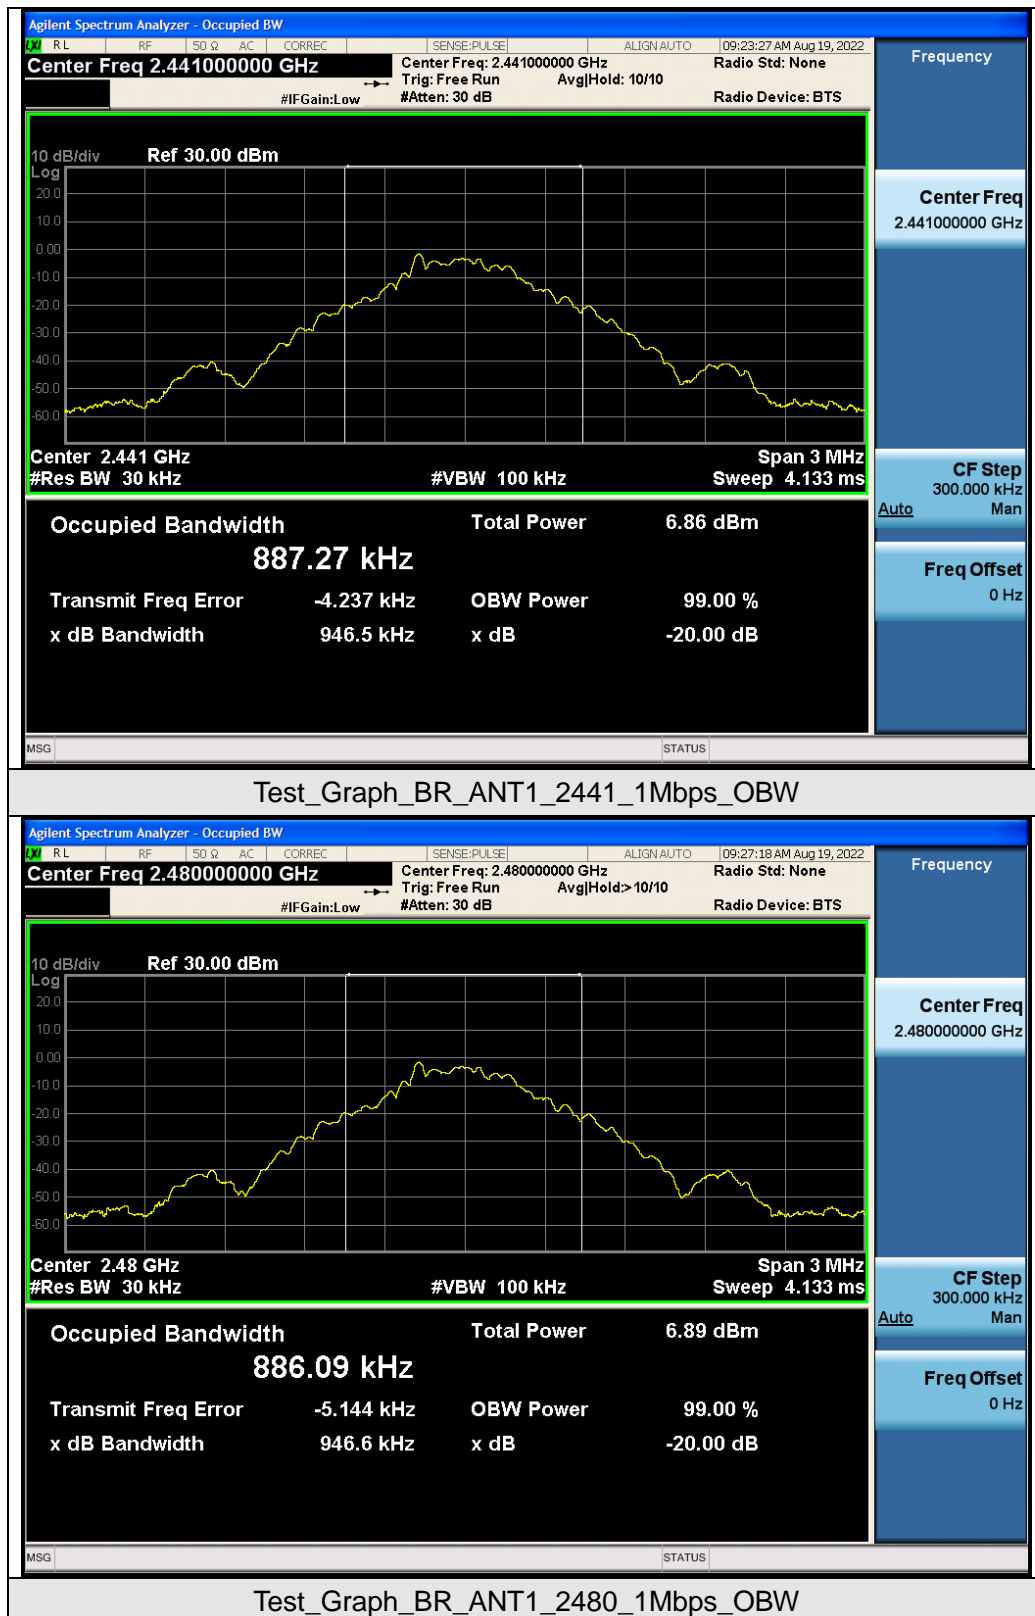 Agilent Spectrum Analyzer - Occupied BW
LXI RL RF 50 Ω AC CORREC SENSE:PULSE ALIGN AUTO 09:23:27 AM Aug 19, 2022
Center Freq 2.441000000 GHz
Center Freq: 2.441000000 GHz
Radio Std: None
Trig: Free Run Avg|Hold: 10/10
#IFGain:Low
#Atten: 30 dB
Radio Device: BTS
Frequency
10 dB/div Ref 30.00 dBm
Log
20.0
10.0
0.00
-10.0
-20.0
-30.0
-40.0
-50.0
-60.0
Center Freq
2.441000000 GHz
Center 2.441 GHz Span 3 MHz
#Res BW 30 kHz #VBW 100 kHz Sweep 4.133 ms
CF Step
300.000 kHz
Auto Man
Occupied Bandwidth Total Power 6.86 dBm
887.27 kHz
Transmit Freq Error -4.237 kHz OBW Power 99.00 %
x dB Bandwidth 946.5 kHz x dB -20.00 dB
Freq Offset
0 Hz
MSG STATUS
Test_Graph_BR_ANT1_2441_1Mbps_OBW
Agilent Spectrum Analyzer - Occupied BW
LXI RL RF 50 Ω AC CORREC SENSE:PULSE ALIGN AUTO 09:27:18 AM Aug 19, 2022
Center Freq 2.480000000 GHz
Center Freq: 2.480000000 GHz
Radio Std: None
Trig: Free Run Avg|Hold:>10/10
#IFGain:Low
#Atten: 30 dB
Radio Device: BTS
Frequency
10 dB/div Ref 30.00 dBm
Log
20.0
10.0
0.00
-10.0
-20.0
-30.0
-40.0
-50.0
-60.0
Center Freq
2.480000000 GHz
Center 2.48 GHz Span 3 MHz
#Res BW 30 kHz #VBW 100 kHz Sweep 4.133 ms
CF Step
300.000 kHz
Auto Man
Occupied Bandwidth Total Power 6.89 dBm
886.09 kHz
Transmit Freq Error -5.144 kHz OBW Power 99.00 %
x dB Bandwidth 946.6 kHz x dB -20.00 dB
Freq Offset
0 Hz
MSG STATUS
Test_Graph_BR_ANT1_2480_1Mbps_OBW